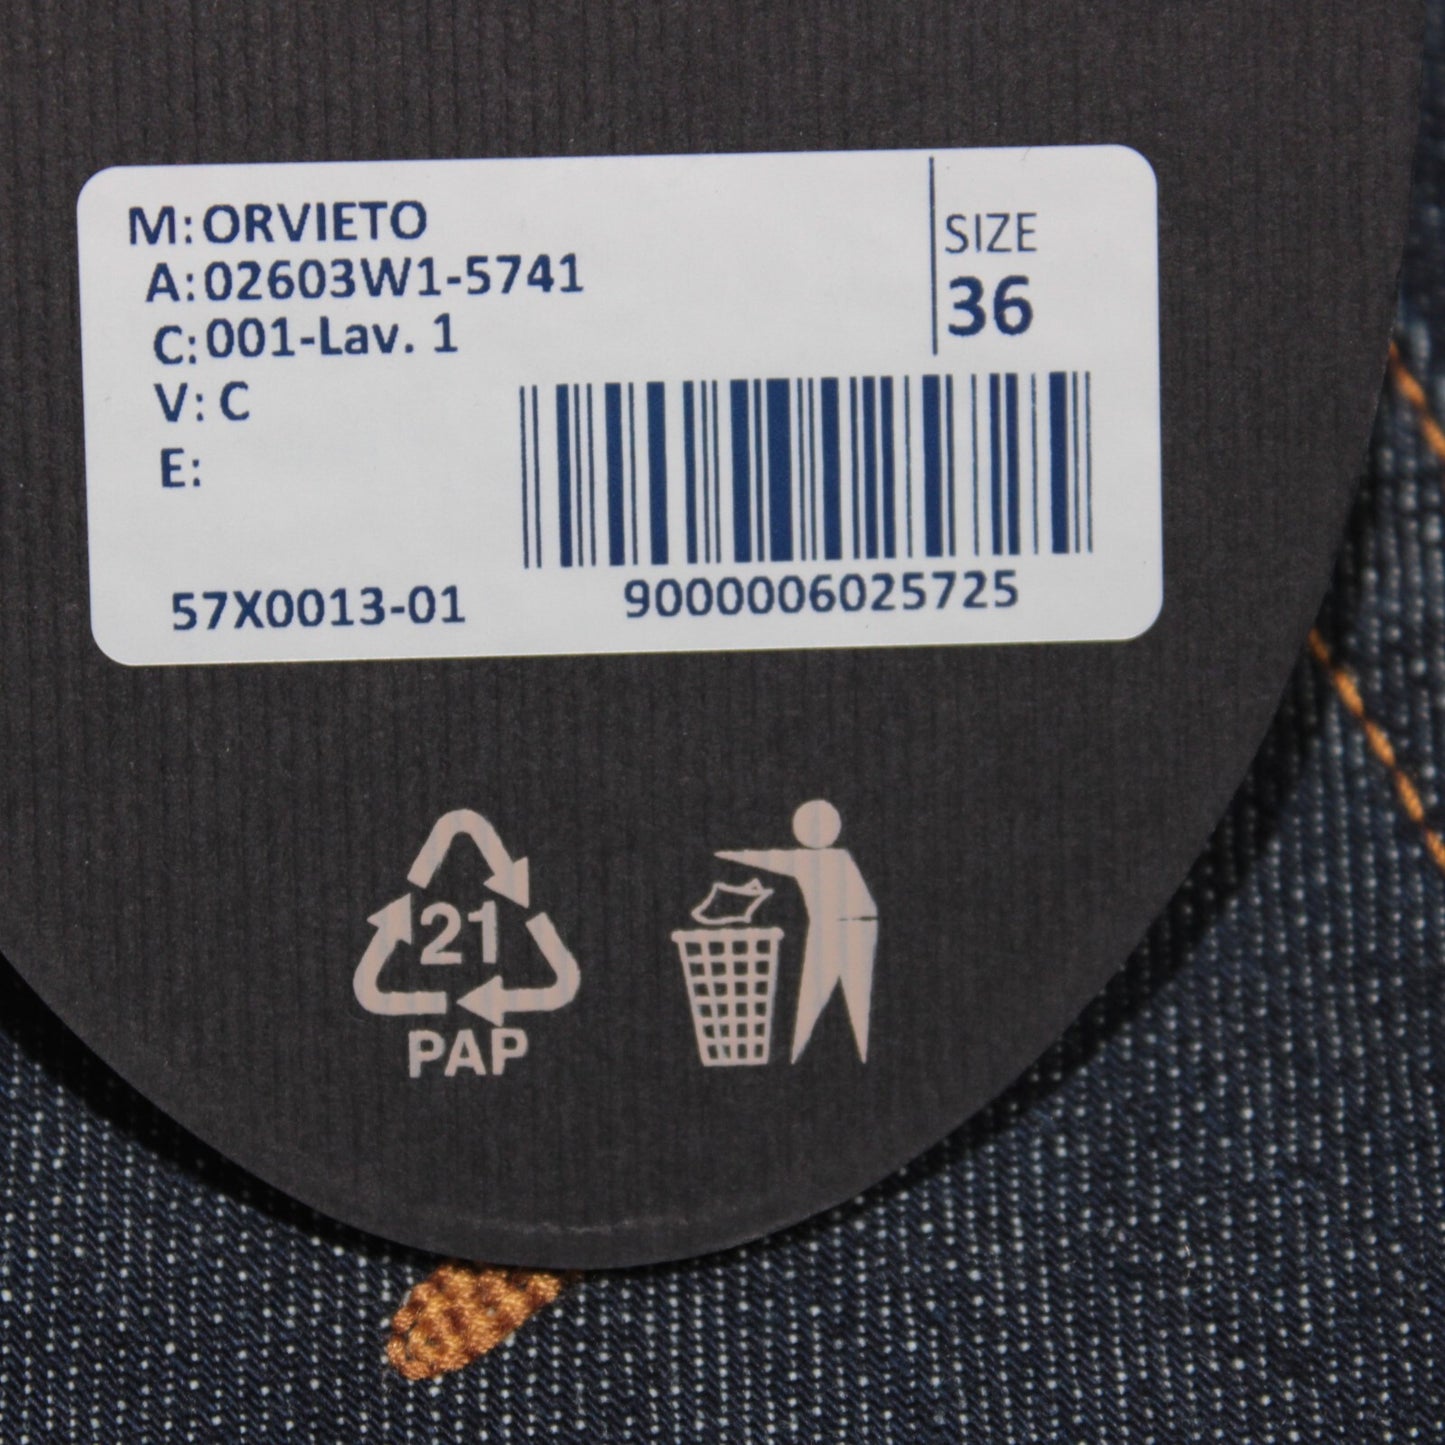 M: ORVIETO
A: 02603W1-5741
C: 001-Lav. 1
V: C
E:
SIZE
36
57X0013-01
9000006025725
21
PAP